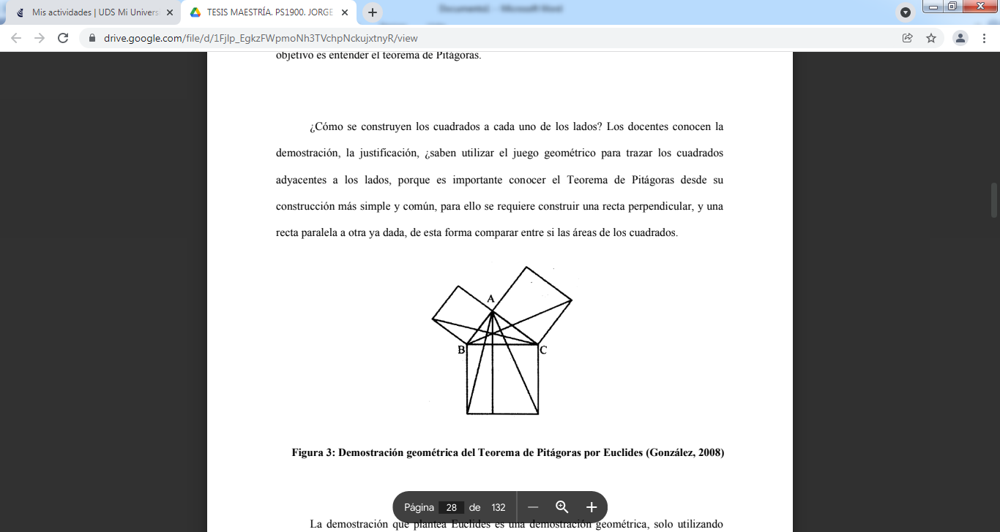 Documento1 - Microsoft Word
Mis actividades | UDS Mi Univers
TESIS MAESTRÍA. PS1900. JORGE
drive.google.com/file/d/1Fjlp_EgkzFWpmoNh3TVchpNckujxtnyR/view
objetivo es entender el teorema de Pitágoras.
¿Cómo se construyen los cuadrados a cada uno de los lados? Los docentes conocen la
demostración, la justificación, ¿saben utilizar el juego geométrico para trazar los cuadrados
adyacentes a los lados, porque es importante conocer el Teorema de Pitágoras desde su
construcción más simple y común, para ello se requiere construir una recta perpendicular, y una
recta paralela a otra ya dada, de esta forma comparar entre si las áreas de los cuadrados.
A
B
C
Figura 3: Demostración geométrica del Teorema de Pitágoras por Euclides (González, 2008)
Página 28 de 132
La demostración que plantea Euclides es una demostración geométrica, solo utilizando